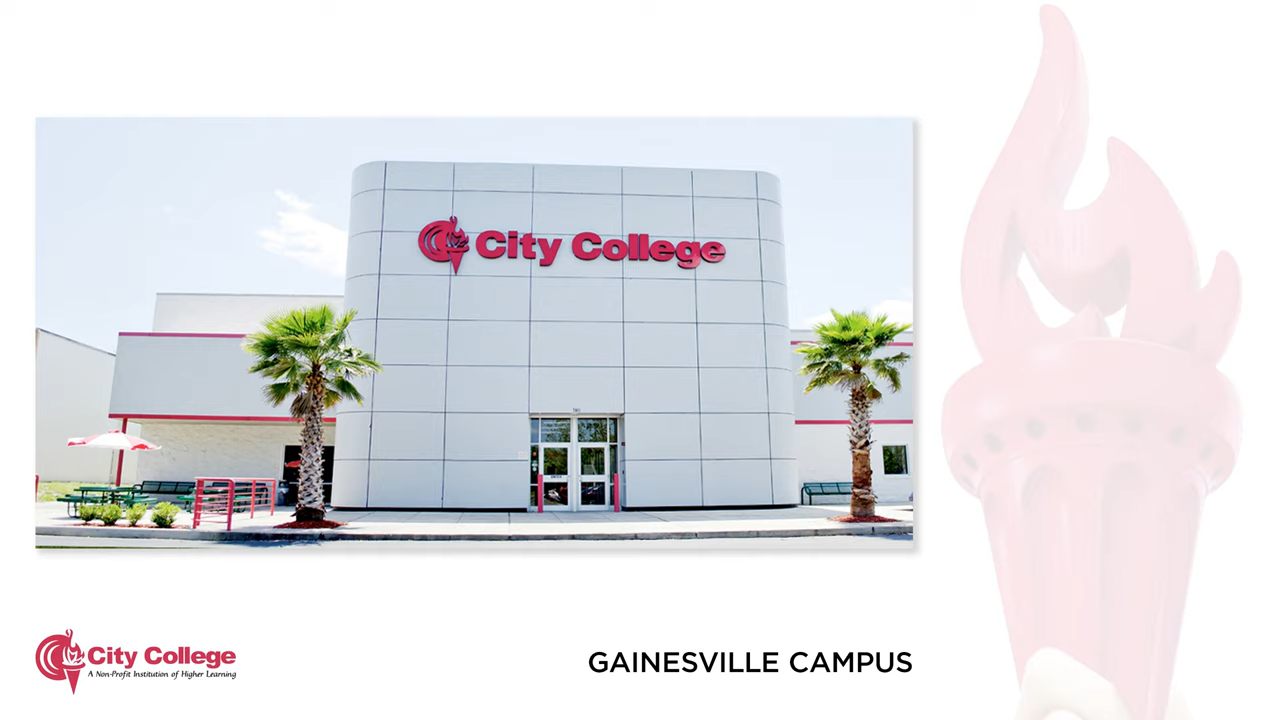 City College
City College
A Non-Profit Institution of Higher Learning
GAINESVILLE CAMPUS